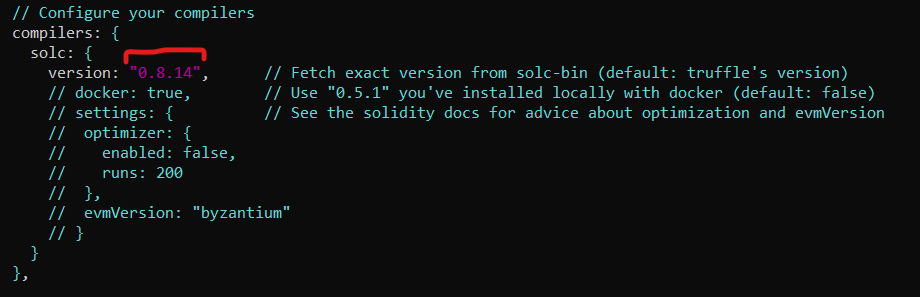 // Configure your compilers
compilers: {
solc: {
version: "0.8.14", // Fetch exact version from solc-bin (default: truffle's version)
// docker: true, // Use "0.5.1" you've installed locally with docker (default: false)
// settings: { // See the solidity docs for advice about optimization and evmVersion
// optimizer: {
// enabled: false,
// runs: 200
// },
// evmVersion: "byzantium"
// }
}
},